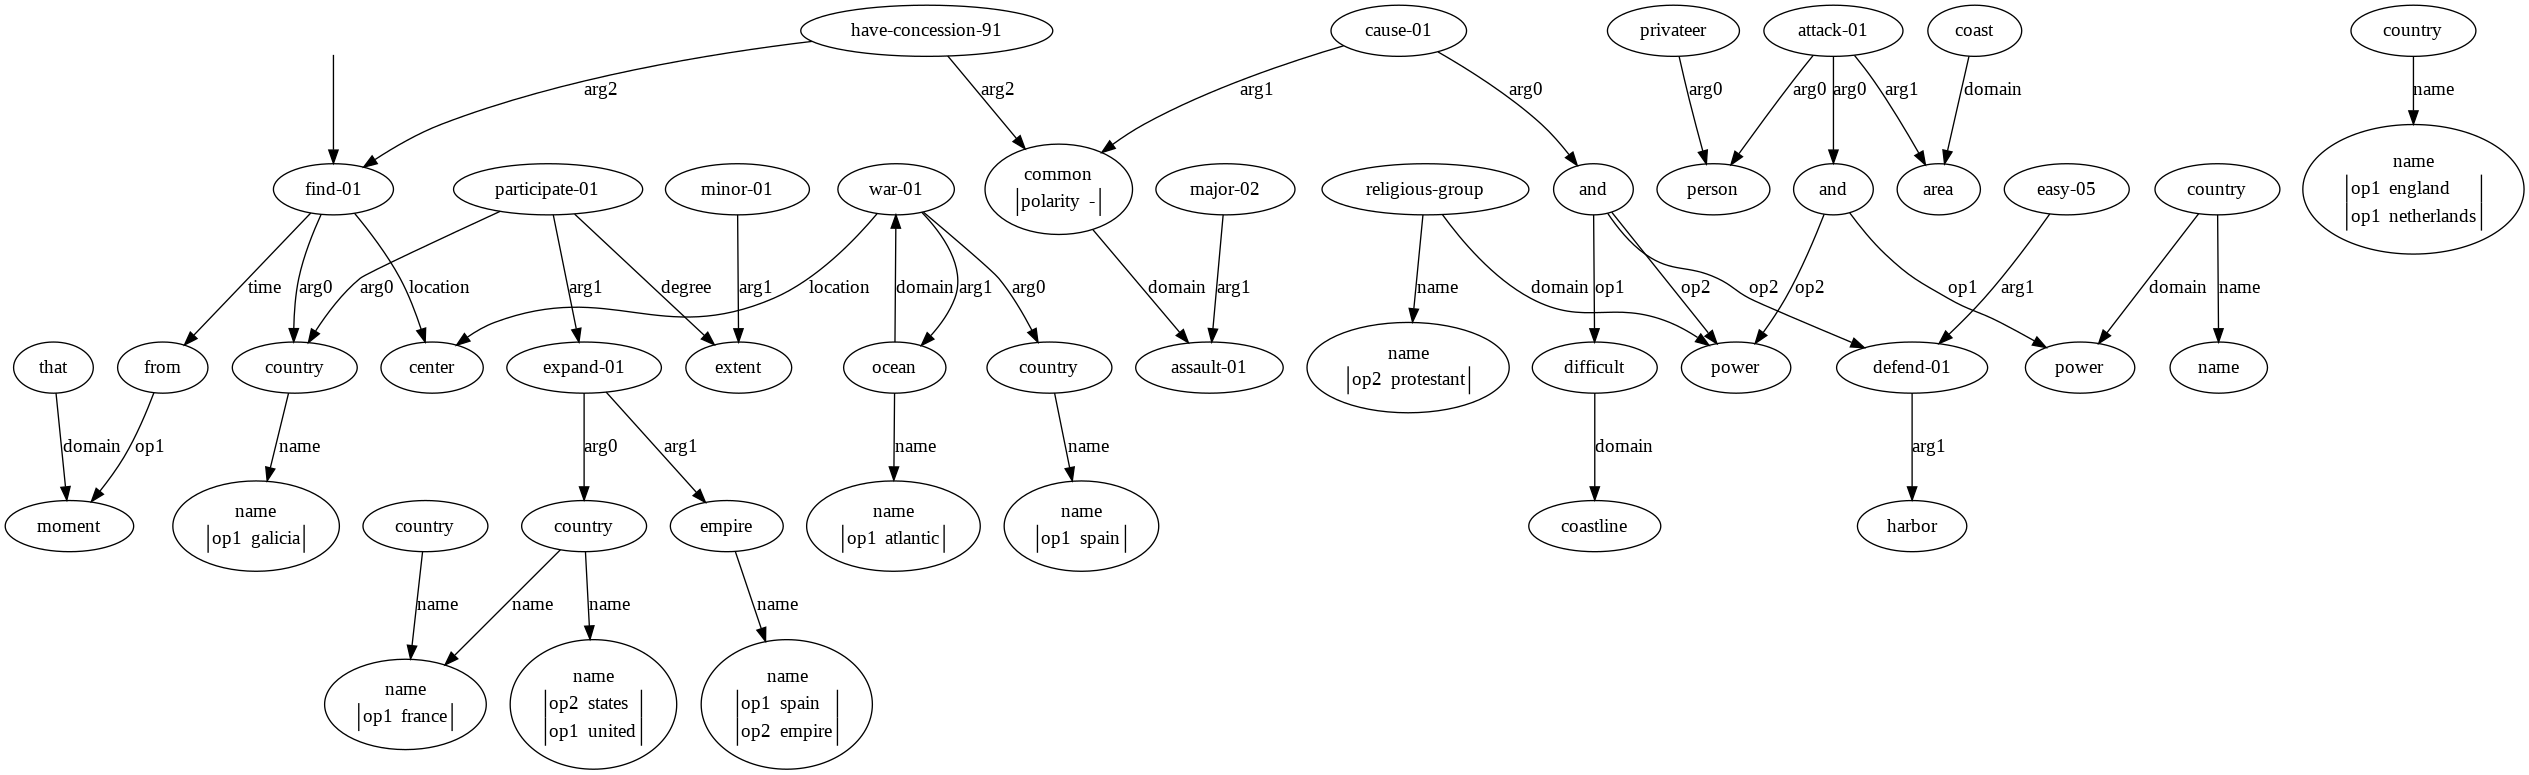 have-concession-91
cause-01
privateer
attack-01
coast
country
arg2
arg2
arg1
arg0
arg0
arg0
arg0
arg1
domain
name
find-01
participate-01
minor-01
war-01
common
polarity -
major-02
religious-group
and
person
and
area
easy-05
country
name
op1 england
op1 netherlands
time
arg0
location
arg0
arg1
degree
arg1
location
domain
arg1
arg0
domain
arg1
name
domain
op1
op2
op2
op2
op1
arg1
domain
name
that
from
country
center
expand-01
extent
ocean
country
assault-01
name
op2 protestant
difficult
power
defend-01
power
name
domain
op1
name
arg0
arg1
name
name
domain
arg1
moment
name
op1 galicia
country
country
empire
name
op1 atlantic
name
op1 spain
coastline
harbor
name
name
name
name
name
op1 france
name
op2 states
op1 united
name
op1 spain
op2 empire